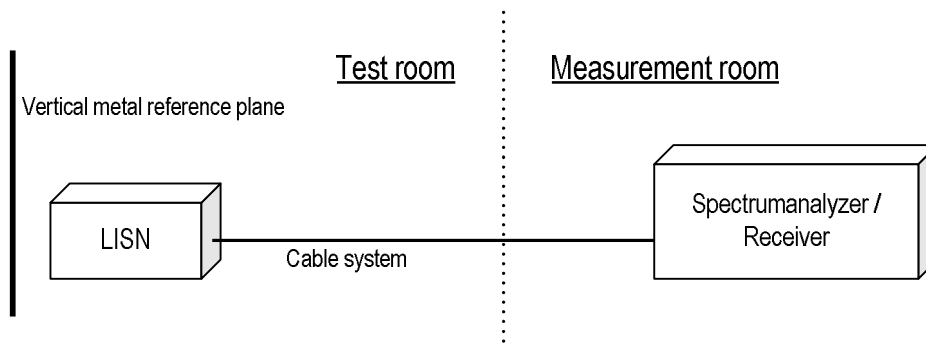 Test room
Measurement room
Vertical metal reference plane
LISN
Cable system
Spectrumanalyzer /
Receiver